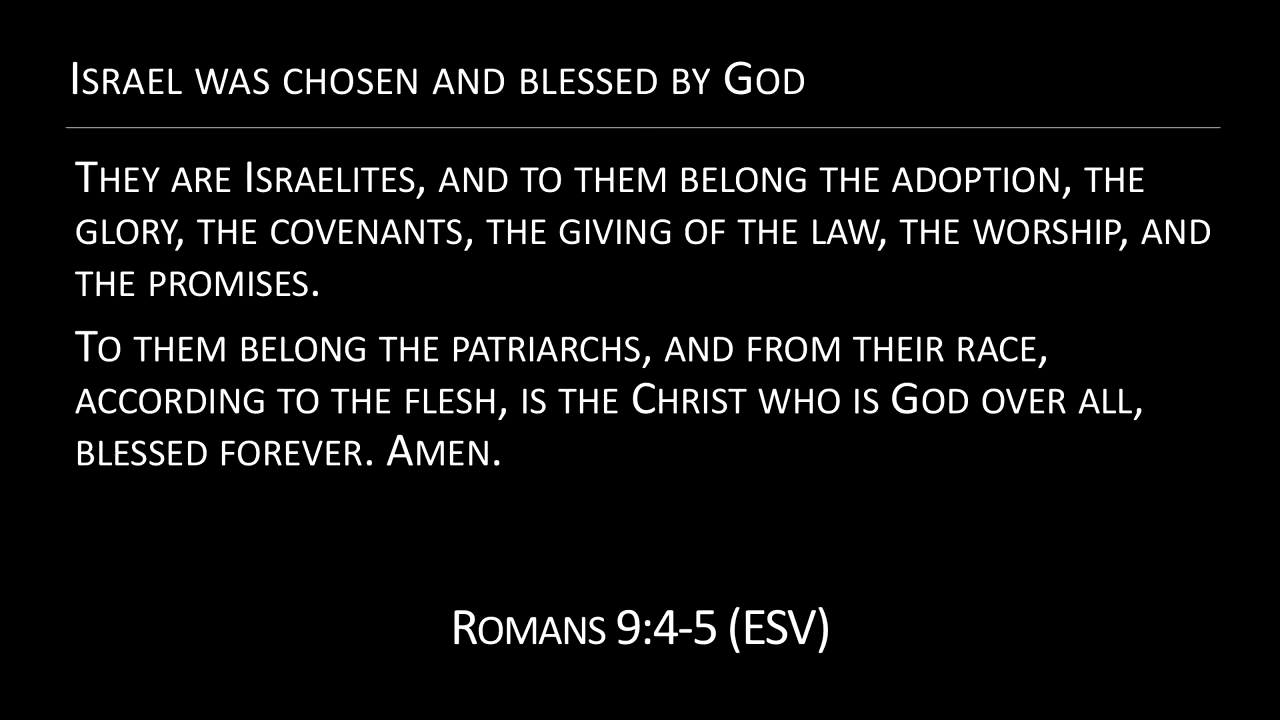 Israel was chosen and blessed by God
They are Israelites, and to them belong the adoption, the
glory, the covenants, the giving of the law, the worship, and
the promises.
To them belong the patriarchs, and from their race,
according to the flesh, is the Christ who is God over all,
blessed forever. Amen.
Romans 9:4-5 (ESV)